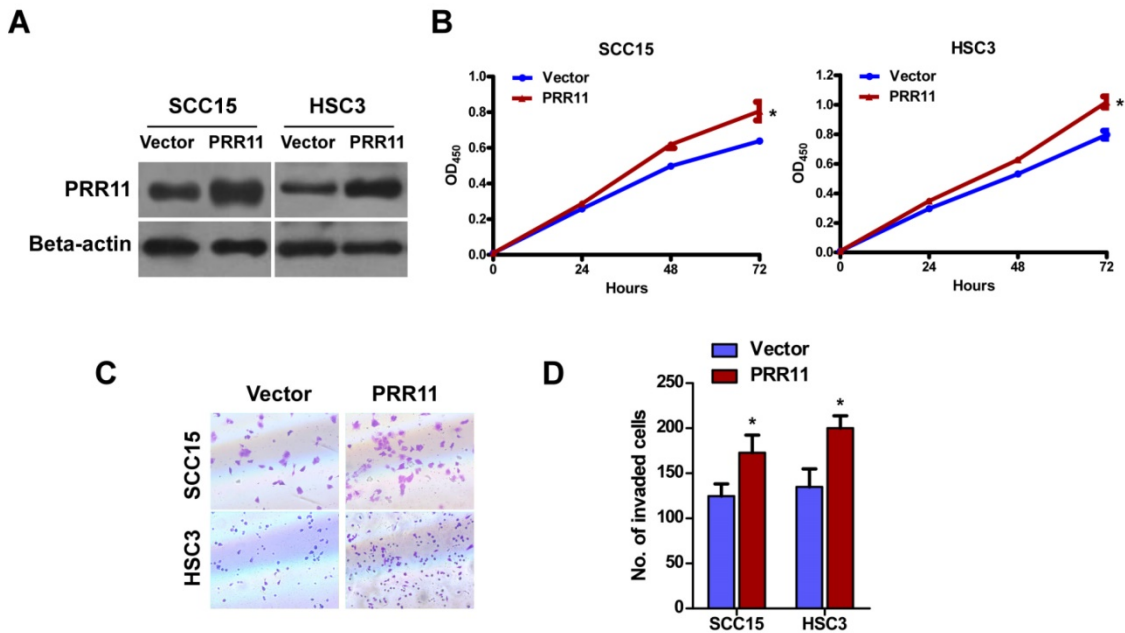 A
SCC15 HSC3
Vector PRR11 Vector PRR11
PRR11
Beta-actin
B
SCC15
Vector
PRR11
1.0
0.8
0.6
0.4
0.2
0.0
OD450
0 24 48 72
Hours
*
HSC3
Vector
PRR11
1.2
1.0
0.8
0.6
0.4
0.2
0.0
OD450
0 24 48 72
Hours
*
C
Vector PRR11
SCC15
HSC3
D
Vector
PRR11
250
200
150
100
50
0
No. of invaded cells
* *
SCC15 HSC3